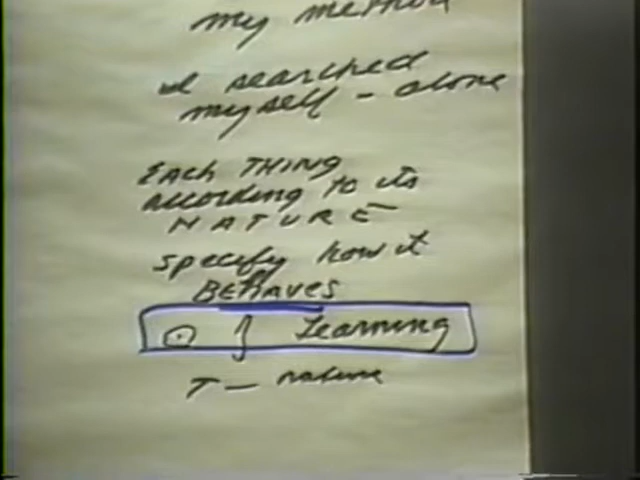 my method
I searched
myself - alone
EACH THING
according to its
NATURE
specify how it
BEHAVES
Learning
T - nature